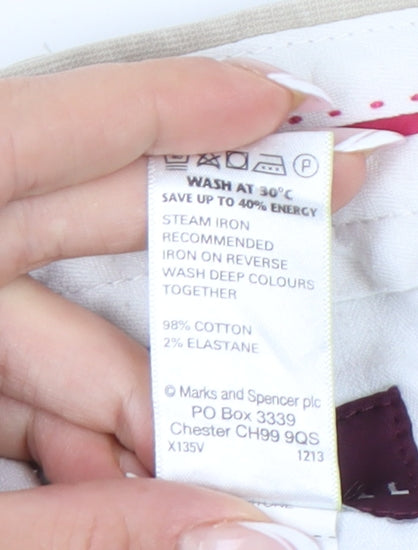 P
WASH AT 30°C
SAVE UP TO 40% ENERGY
STEAM IRON
RECOMMENDED
IRON ON REVERSE
WASH DEEP COLOURS
TOGETHER
98% COTTON
2% ELASTANE
© Marks and Spencer plc
PO Box 3339
Chester CH99 9QS
X135V 1213